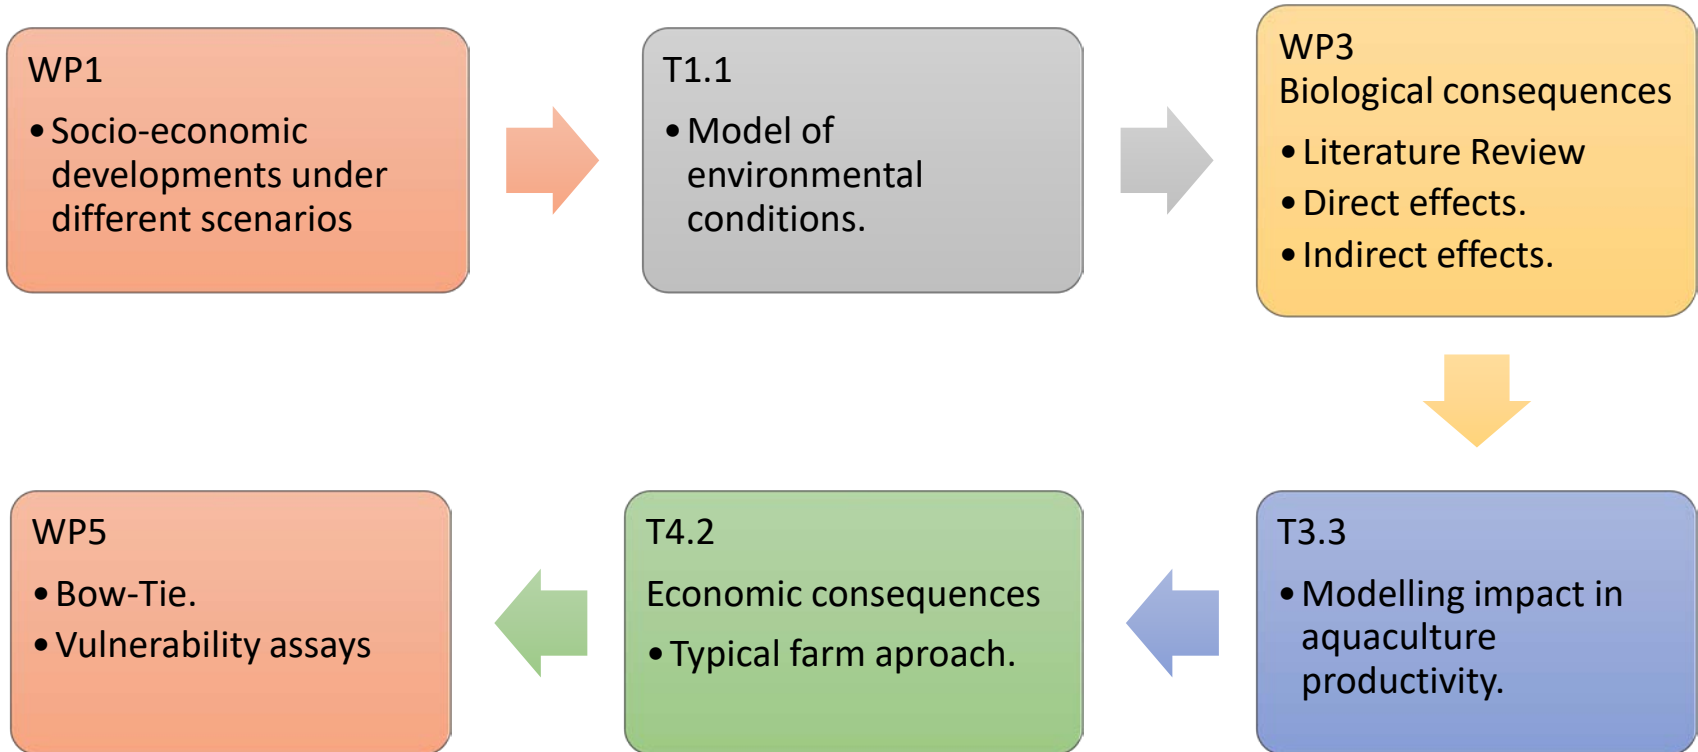 WP1
• Socio-economic
developments under
different scenarios
T1.1
• Model of
environmental
conditions.
WP3
Biological consequences
• Literature Review
• Direct effects.
• Indirect effects.
T3.3
• Modelling impact in
aquaculture
productivity.
T4.2
Economic consequences
• Typical farm aproach.
WP5
• Bow-Tie.
• Vulnerability assays